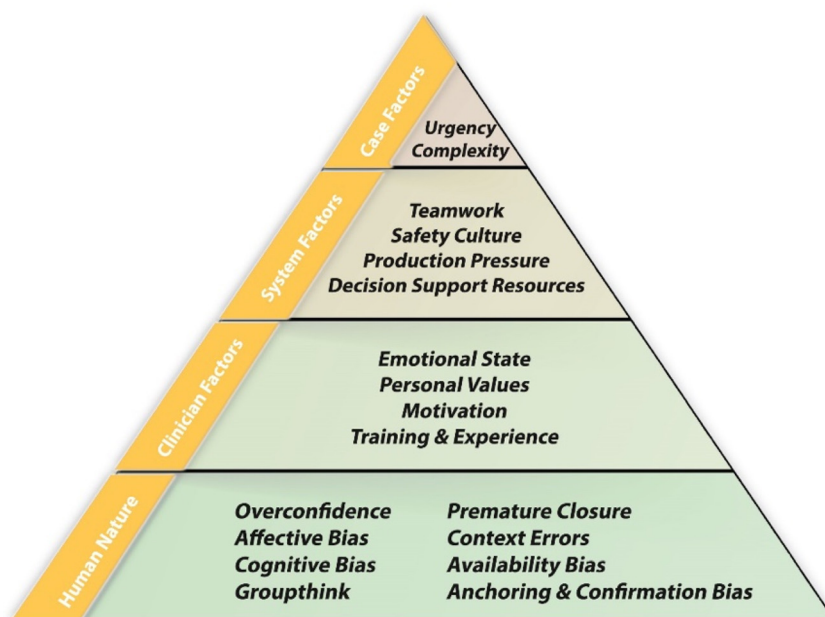 Case Factors
Urgency
Complexity
System Factors
Teamwork
Safety Culture
Production Pressure
Decision Support Resources
Clinician Factors
Emotional State
Personal Values
Motivation
Training & Experience
Human Nature
Overconfidence
Affective Bias
Cognitive Bias
Groupthink
Premature Closure
Context Errors
Availability Bias
Anchoring & Confirmation Bias